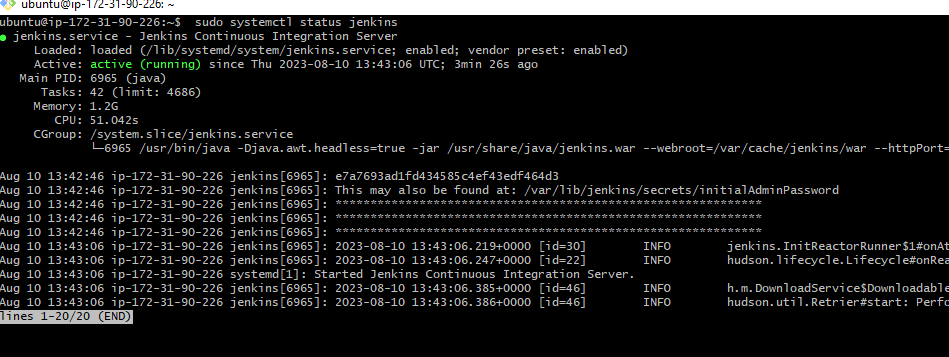 ubuntu@ip-172-31-90-226: ~
ubuntu@ip-172-31-90-226:~$  sudo systemctl status jenkins
● jenkins.service - Jenkins Continuous Integration Server
     Loaded: loaded (/lib/systemd/system/jenkins.service; enabled; vendor preset: enabled)
     Active: active (running) since Thu 2023-08-10 13:43:06 UTC; 3min 26s ago
   Main PID: 6965 (java)
      Tasks: 42 (limit: 4686)
     Memory: 1.2G
        CPU: 51.042s
     CGroup: /system.slice/jenkins.service
             └─6965 /usr/bin/java -Djava.awt.headless=true -jar /usr/share/java/jenkins.war --webroot=/var/cache/jenkins/war --httpPort=
Aug 10 13:42:46 ip-172-31-90-226 jenkins[6965]: e7a7693ad1fd434585c4ef43edf464d3
Aug 10 13:42:46 ip-172-31-90-226 jenkins[6965]: This may also be found at: /var/lib/jenkins/secrets/initialAdminPassword
Aug 10 13:42:46 ip-172-31-90-226 jenkins[6965]: *************************************************************
Aug 10 13:42:46 ip-172-31-90-226 jenkins[6965]: *************************************************************
Aug 10 13:42:46 ip-172-31-90-226 jenkins[6965]: *************************************************************
Aug 10 13:43:06 ip-172-31-90-226 jenkins[6965]: 2023-08-10 13:43:06.219+0000 [id=30]        INFO        jenkins.InitReactorRunner$1#onAt
Aug 10 13:43:06 ip-172-31-90-226 jenkins[6965]: 2023-08-10 13:43:06.247+0000 [id=22]        INFO        hudson.lifecycle.Lifecycle#onRea
Aug 10 13:43:06 ip-172-31-90-226 systemd[1]: Started Jenkins Continuous Integration Server.
Aug 10 13:43:06 ip-172-31-90-226 jenkins[6965]: 2023-08-10 13:43:06.385+0000 [id=46]        INFO        h.m.DownloadService$Downloadable
Aug 10 13:43:06 ip-172-31-90-226 jenkins[6965]: 2023-08-10 13:43:06.386+0000 [id=46]        INFO        hudson.util.Retrier#start: Perfo
lines 1-20/20 (END)